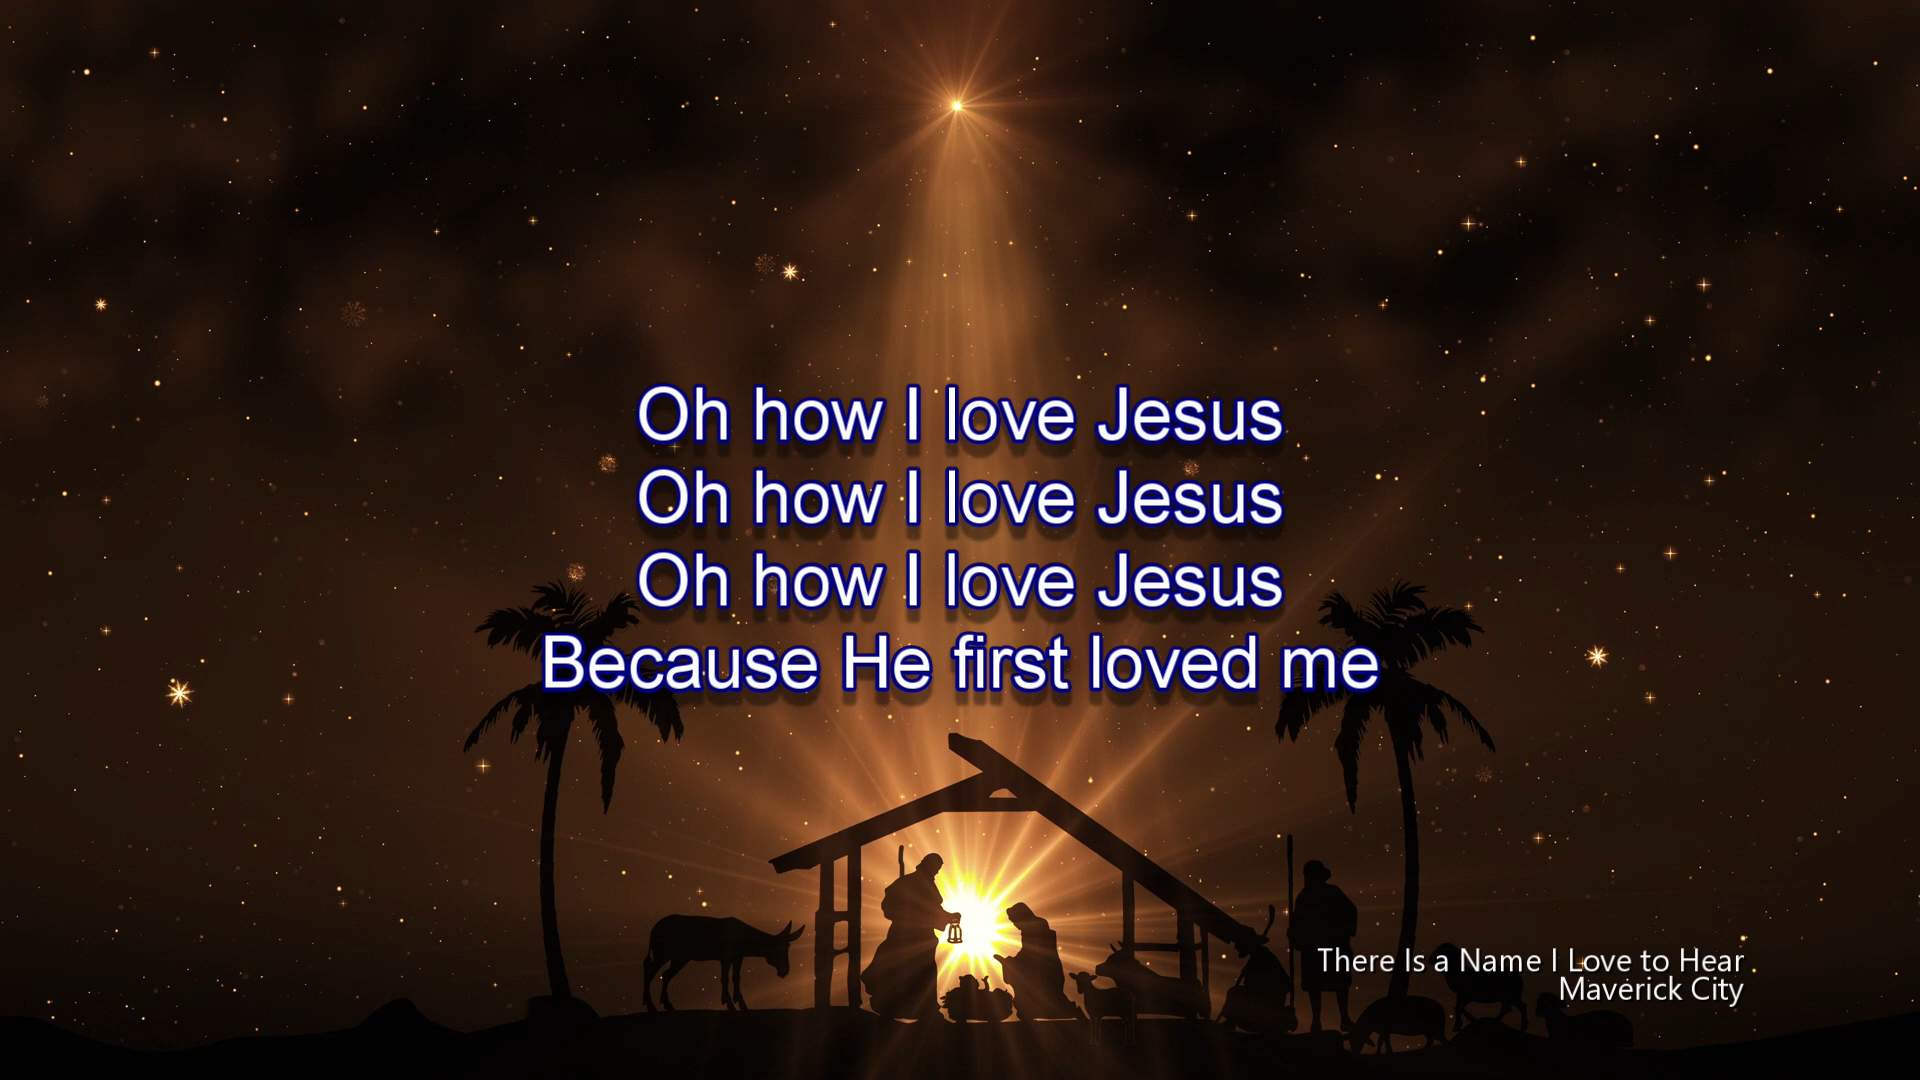 Oh how I love Jesus
Oh how I love Jesus
Oh how I love Jesus
Because He first loved me
There Is a Name I Love to Hear
Maverick City